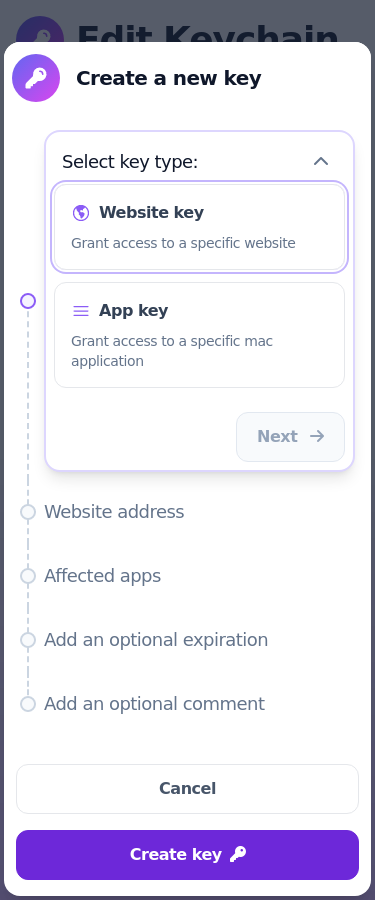 Edit Keychain
Create a new key
Select key type:
Website key
Grant access to a specific website
App key
Grant access to a specific mac
application
Next
Website address
Affected apps
Add an optional expiration
Add an optional comment
Cancel
Create key